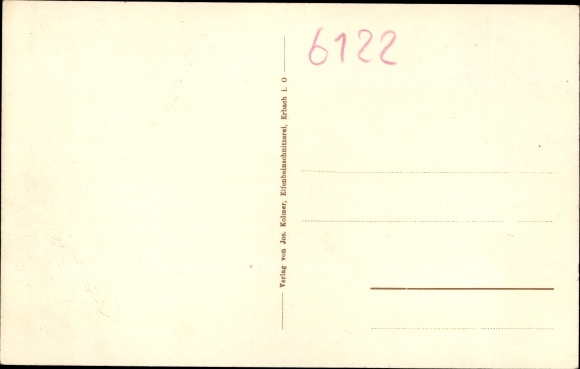 6122
Verlag von Jos. Kolmer, Elfenbeinschnitzerei, Erbach i. O